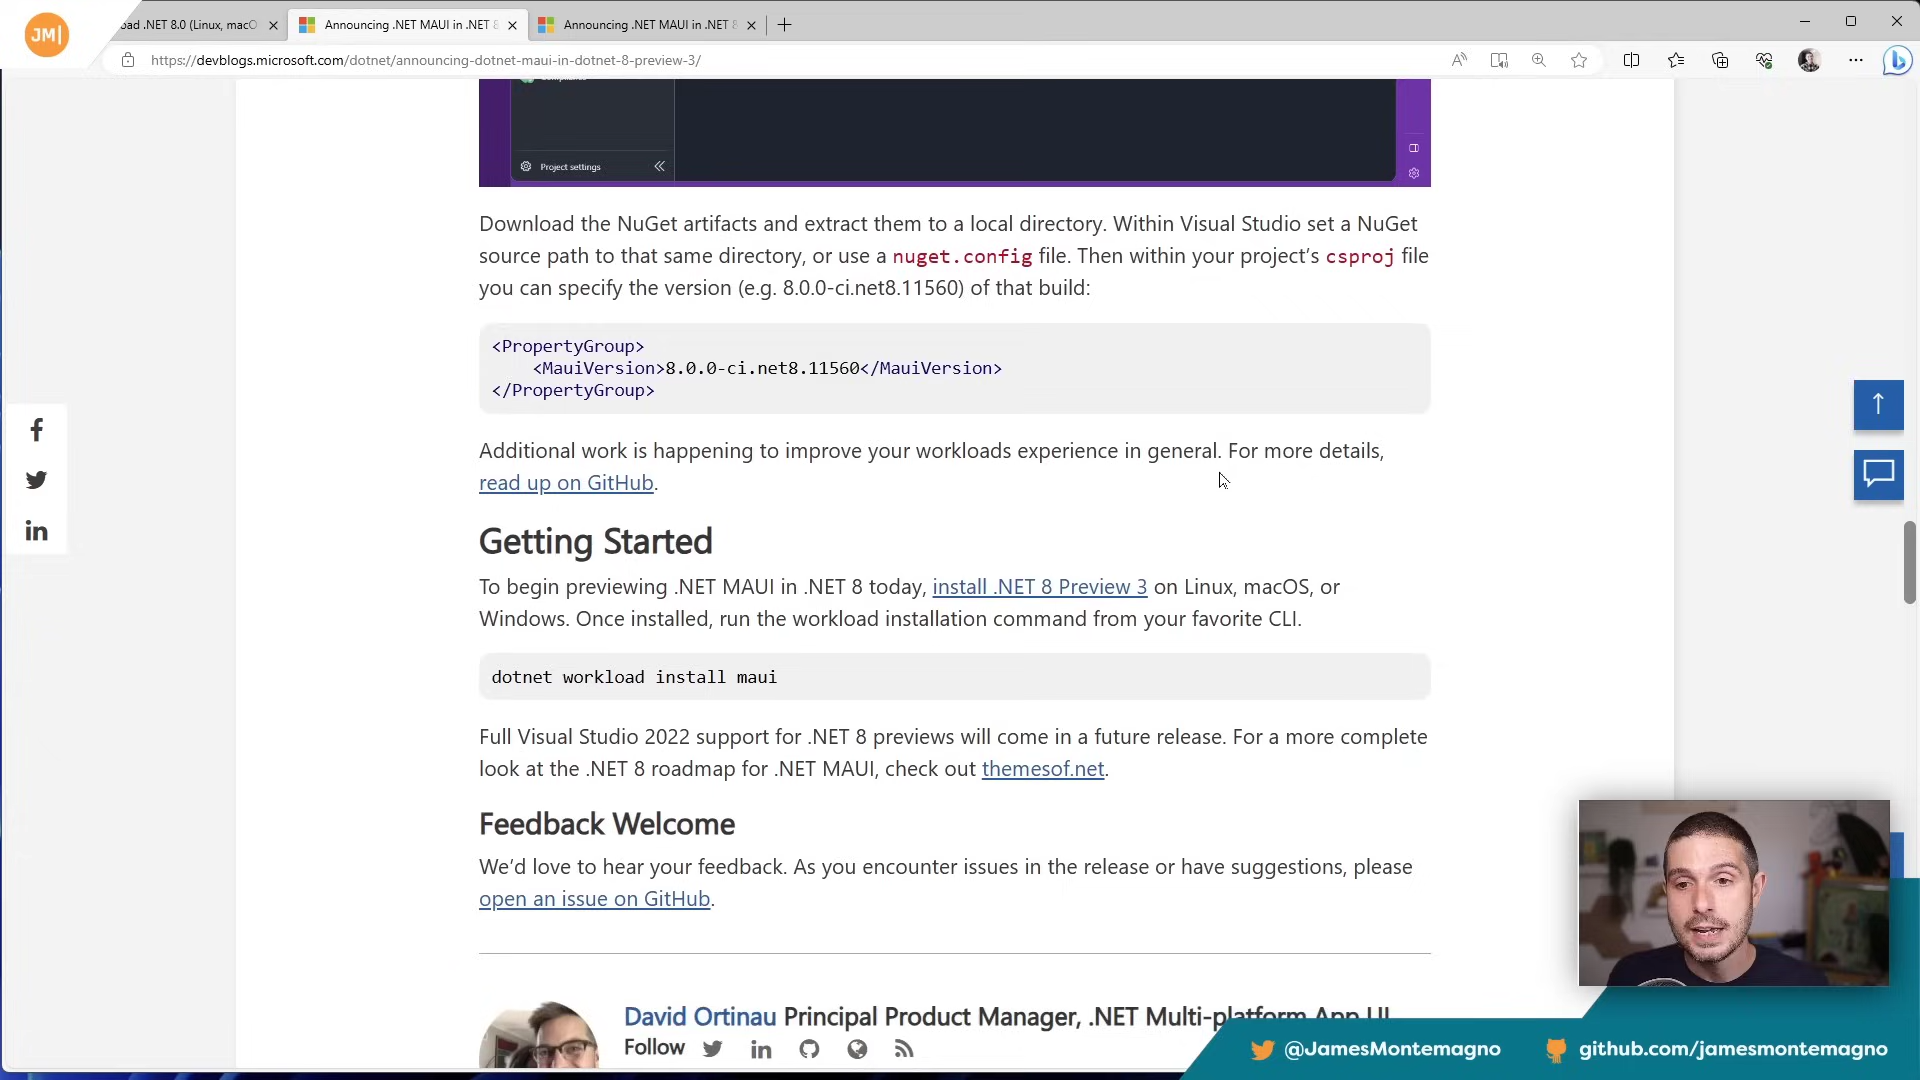 JM|
oad .NET 8.0 (Linux, macO
Announcing .NET MAUI in .NET 8
Announcing .NET MAUI in .NET 8
https://devblogs.microsoft.com/dotnet/announcing-dotnet-maui-in-dotnet-8-preview-3/
Project settings
Download the NuGet artifacts and extract them to a local directory. Within Visual Studio set a NuGet
source path to that same directory, or use a nuget.config file. Then within your project’s csproj file
you can specify the version (e.g. 8.0.0-ci.net8.11560) of that build:
<PropertyGroup>
<MauiVersion>8.0.0-ci.net8.11560</MauiVersion>
</PropertyGroup>
Additional work is happening to improve your workloads experience in general. For more details,
read up on GitHub.
Getting Started
To begin previewing .NET MAUI in .NET 8 today, install .NET 8 Preview 3 on Linux, macOS, or
Windows. Once installed, run the workload installation command from your favorite CLI.
dotnet workload install maui
Full Visual Studio 2022 support for .NET 8 previews will come in a future release. For a more complete
look at the .NET 8 roadmap for .NET MAUI, check out themesof.net.
Feedback Welcome
We’d love to hear your feedback. As you encounter issues in the release or have suggestions, please
open an issue on GitHub.
David Ortinau Principal Product Manager, .NET Multi-platform App UI
Follow
@JamesMontemagno
github.com/jamesmontemagno